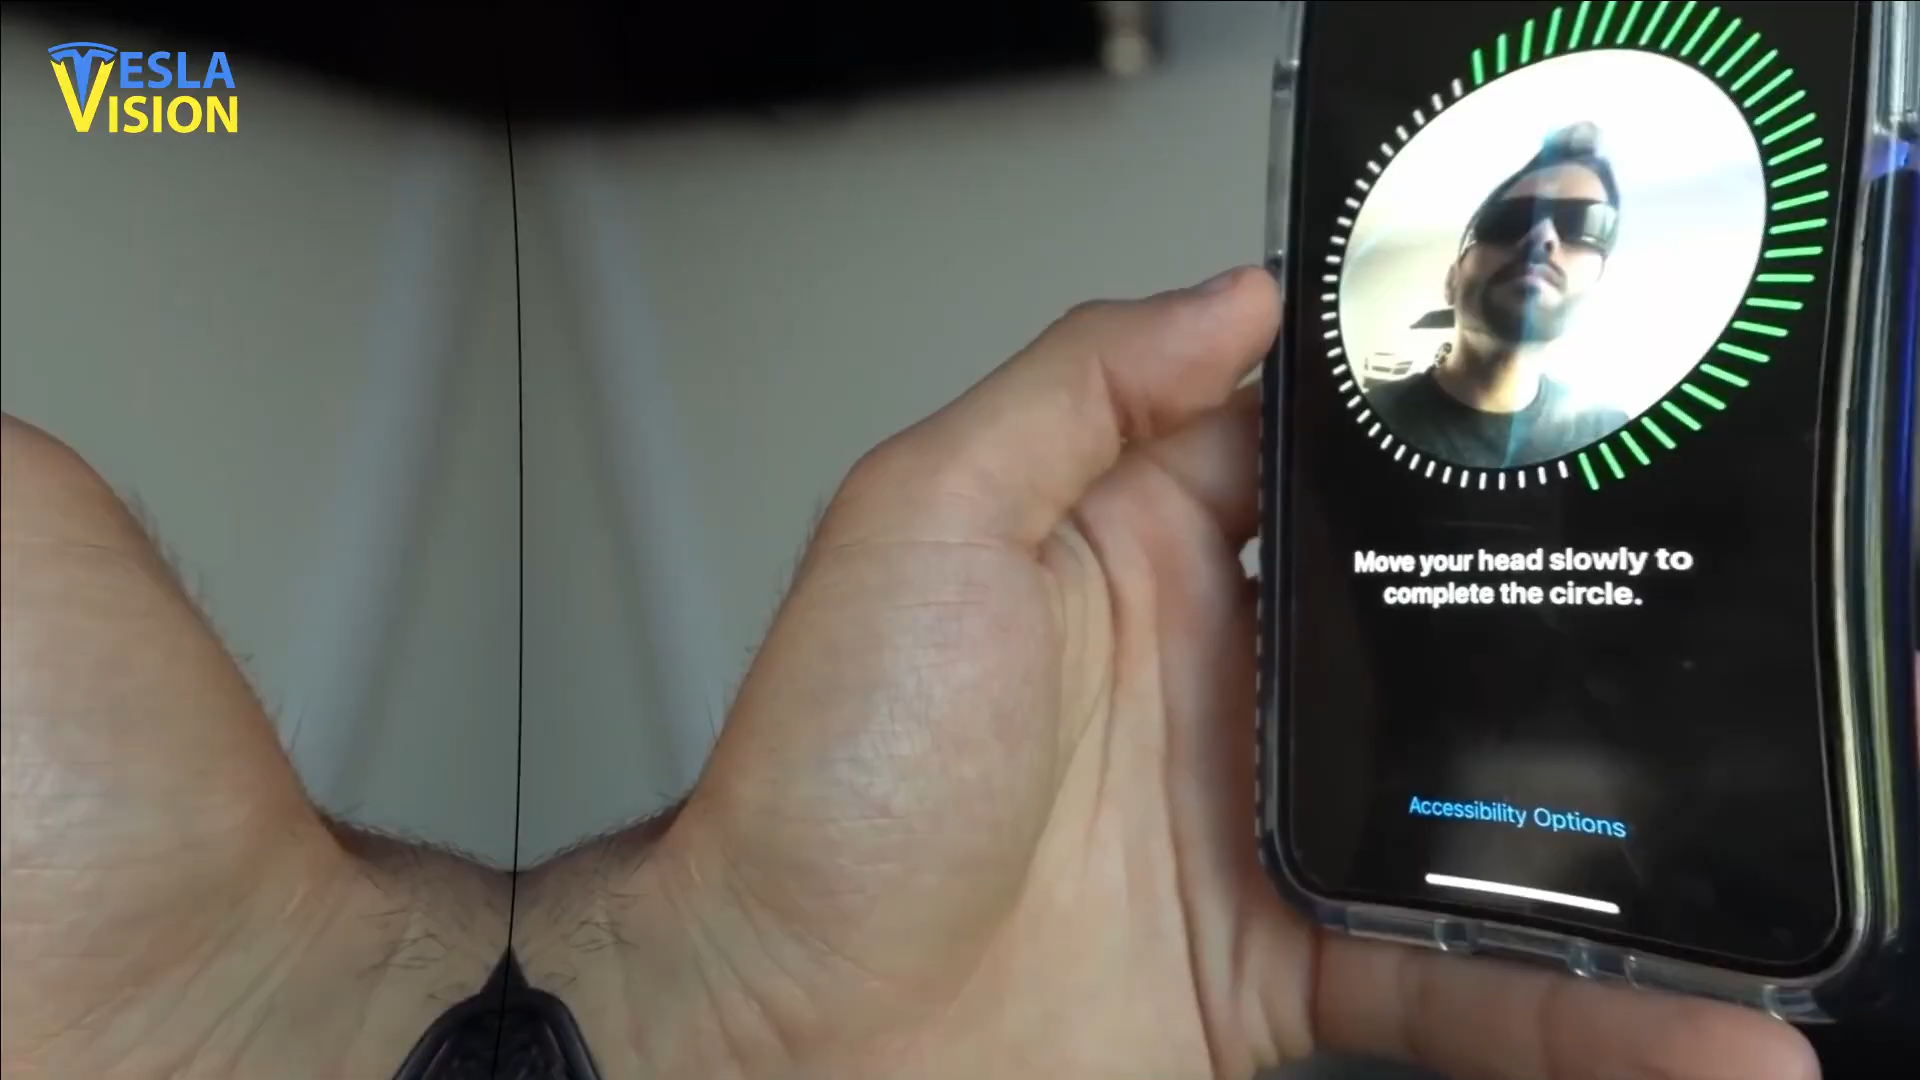 TESLA
VISION
Move your head slowly to
complete the circle.
Accessibility Options